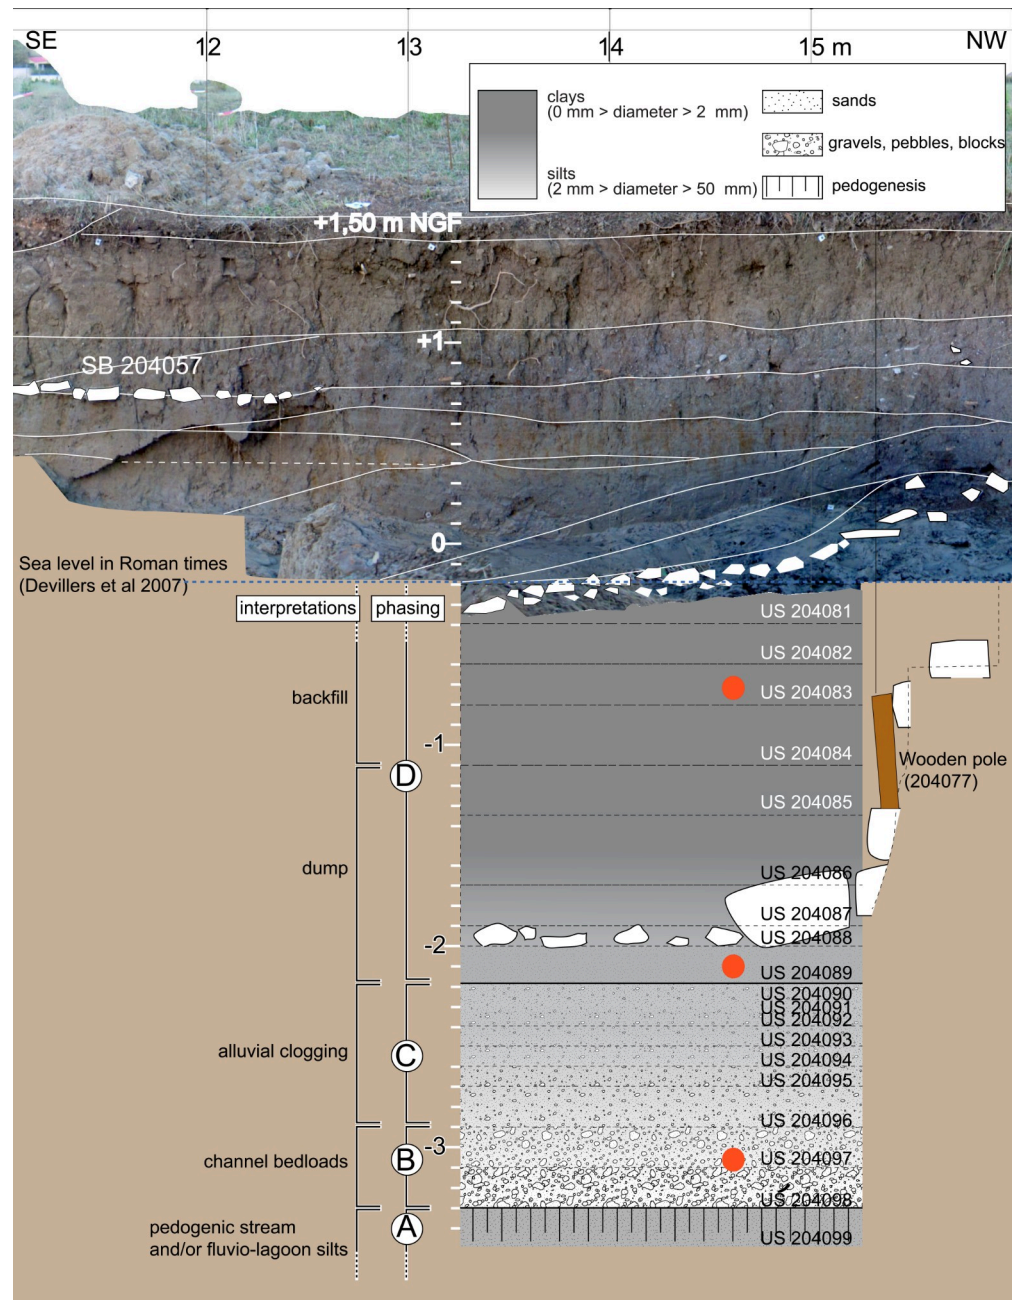 SE
12
13
14
15 m
NW
clays
(0 mm > diameter > 2 mm)
silts
(2 mm > diameter > 50 mm)
sands
gravels, pebbles, blocks
pedogenesis
+1,50 m NGF
+1
SB 204057
0
Sea level in Roman times
(Devillers et al 2007)
interpretations
phasing
US 204081
US 204082
backfill
US 204083
-1
US 204084
Wooden pole
(204077)
D
US 204085
dump
US 204086
US 204087
US 204088
-2
US 204089
US 204090
US 204091
US 204092
US 204093
alluvial clogging
C
US 204094
US 204095
US 204096
-3
channel bedloads
B
US 204097
US 204098
pedogenic stream
and/or fluvio-lagoon silts
A
US 204099